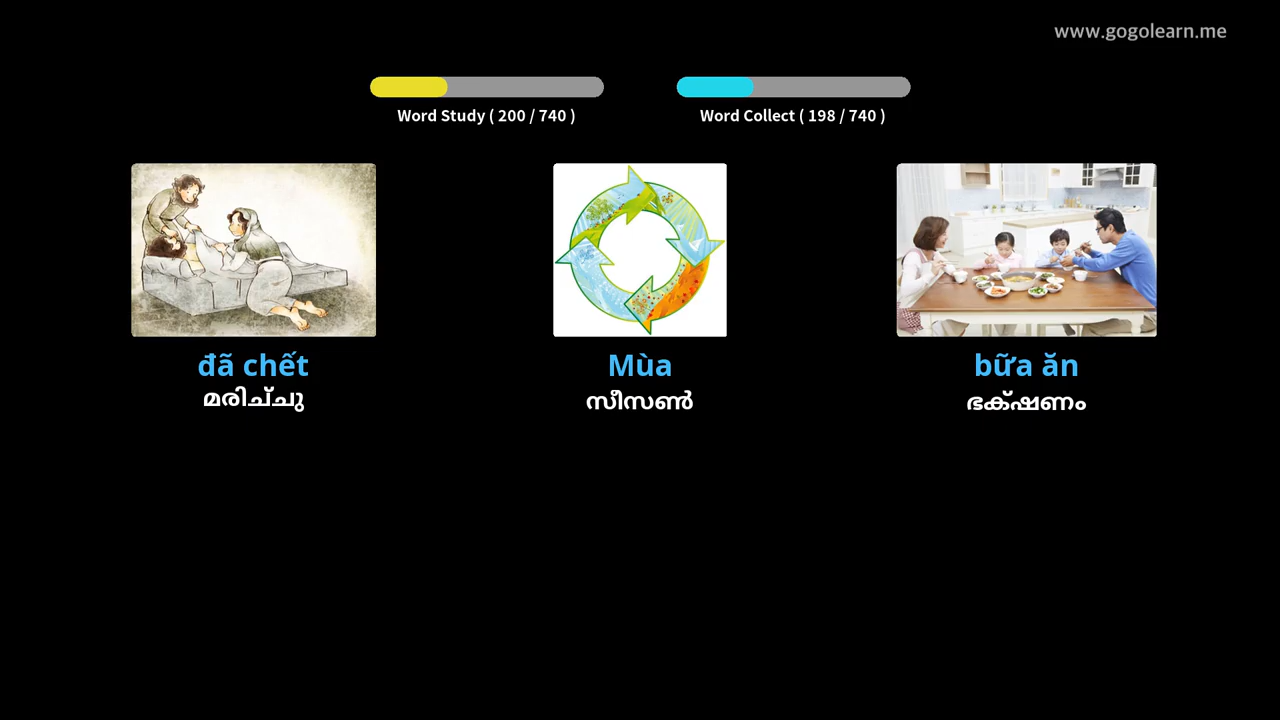 www.gogolearn.me
Word Study ( 200 / 740 )
Word Collect ( 198 / 740 )
đã chết
Mùa
bữa ăn
മരിച്ചു
സീസൺ
ഭക്ഷണം